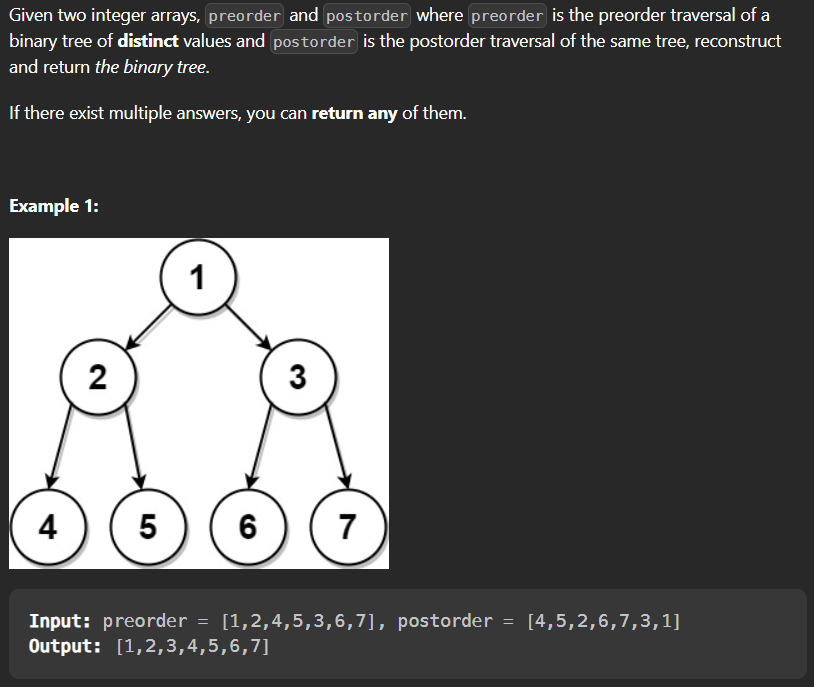 Given two integer arrays, preorder and postorder where preorder is the preorder traversal of a
binary tree of distinct values and postorder is the postorder traversal of the same tree, reconstruct
and return the binary tree.
If there exist multiple answers, you can return any of them.
Example 1:
1
2 3
4 5 6 7
Input: preorder = [1,2,4,5,3,6,7], postorder = [4,5,2,6,7,3,1]
Output: [1,2,3,4,5,6,7]